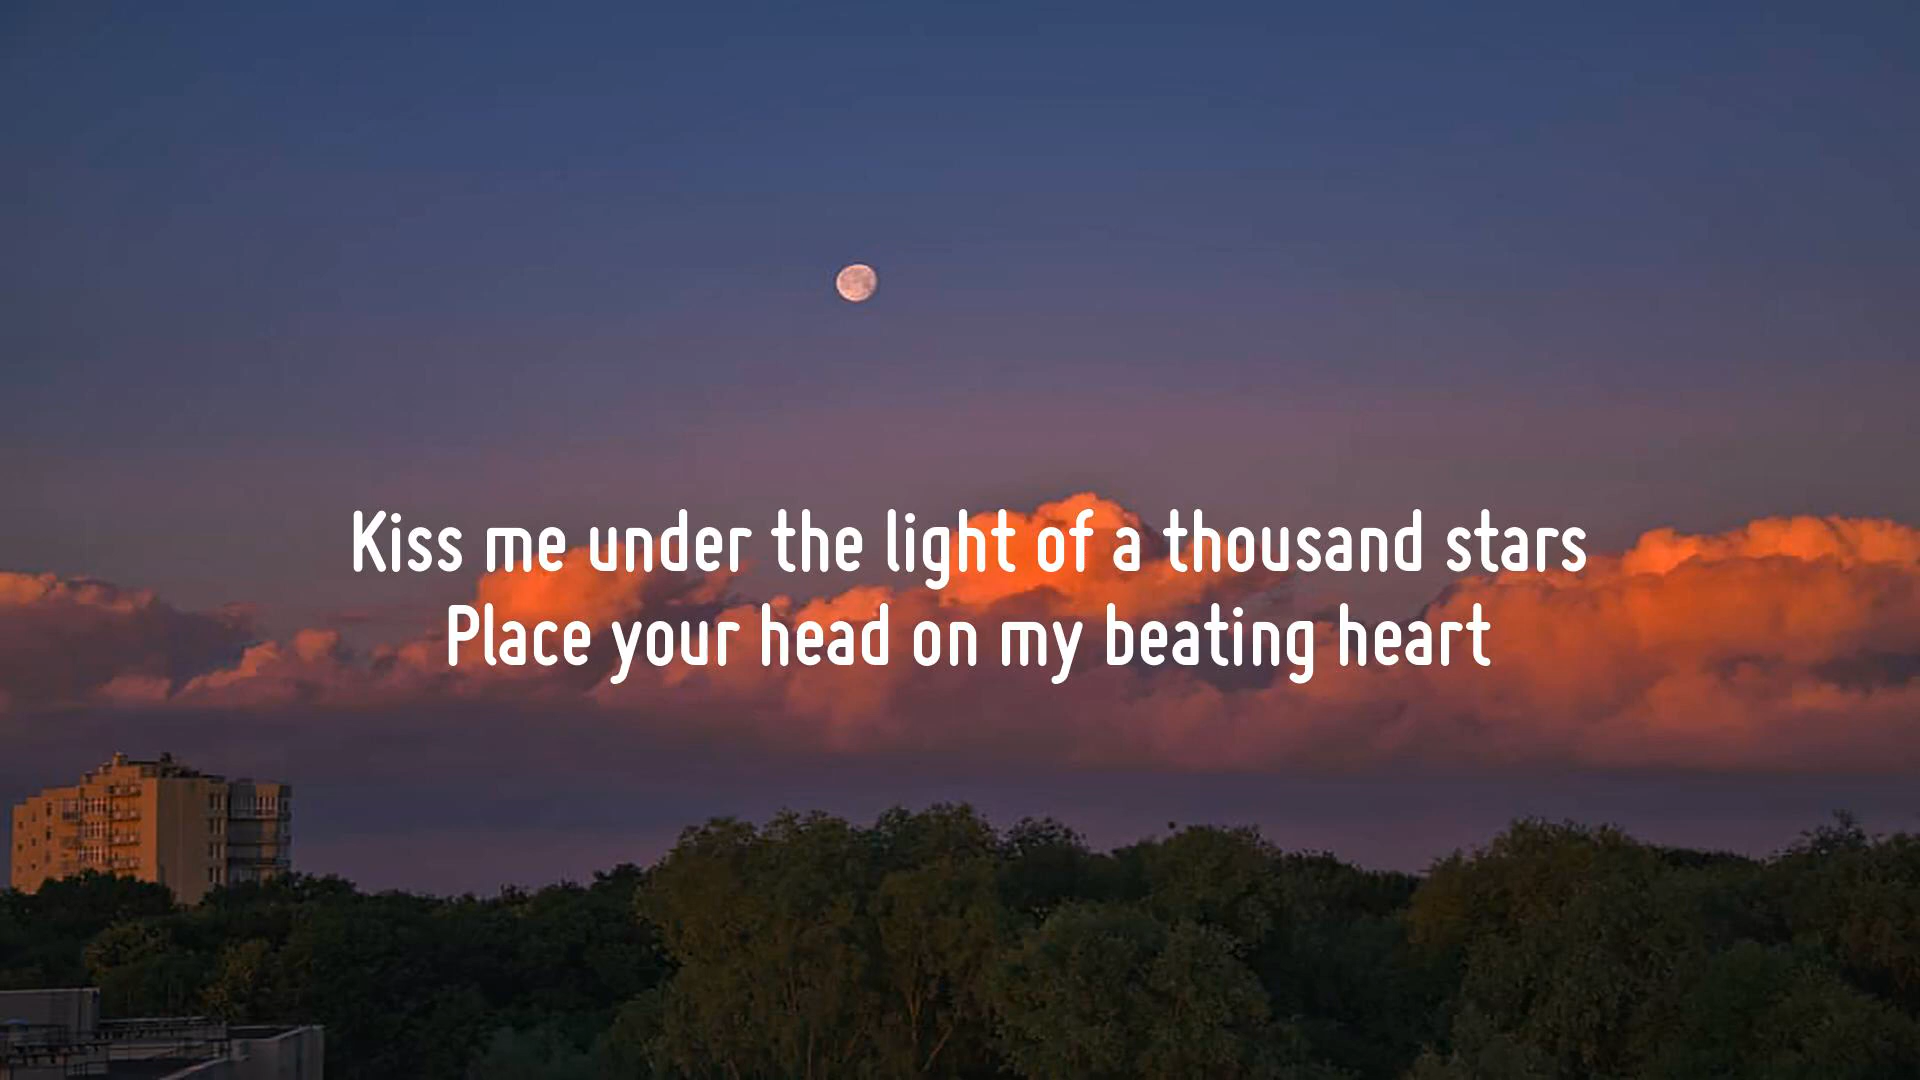 Kiss me under the light of a thousand stars
Place your head on my beating heart